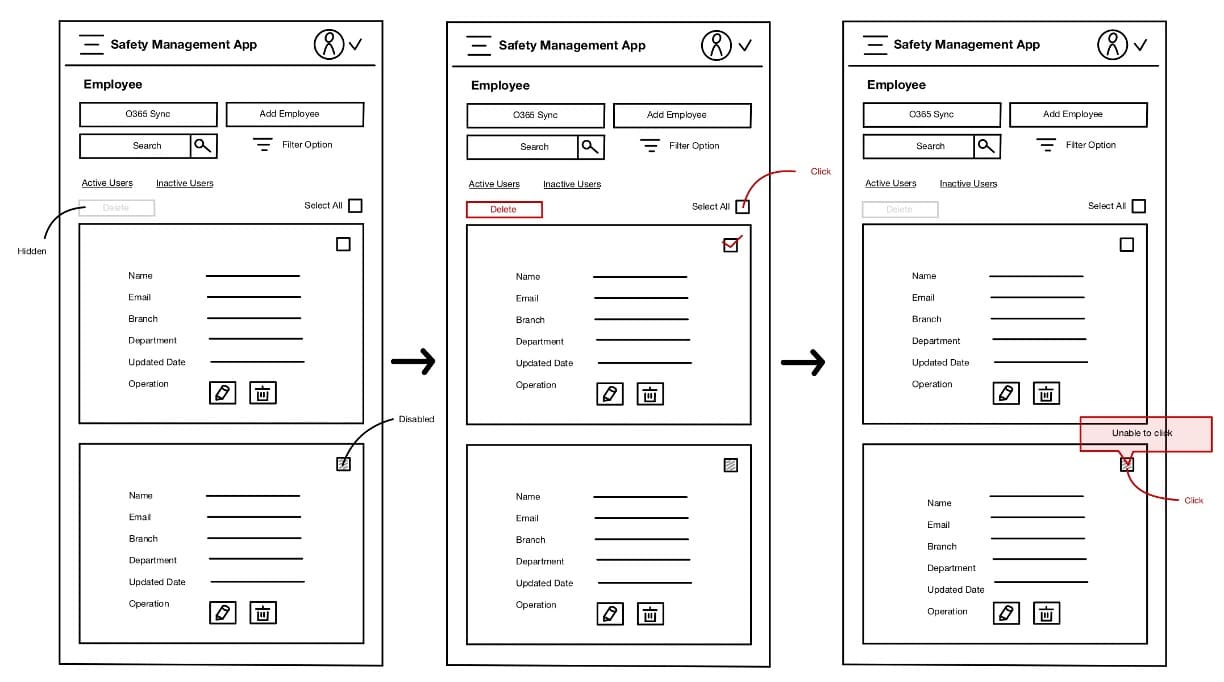 Safety Management App
Employee
O365 Sync
Add Employee
Search
Filter Option
Active Users
Inactive Users
Delete
Select All
Hidden
Name
Email
Branch
Department
Updated Date
Operation
Disabled
Name
Email
Branch
Department
Updated Date
Operation
Safety Management App
Employee
O365 Sync
Add Employee
Search
Filter Option
Click
Active Users
Inactive Users
Delete
Select All
Name
Email
Branch
Department
Updated Date
Operation
Name
Email
Branch
Department
Updated Date
Operation
Safety Management App
Employee
O365 Sync
Add Employee
Search
Filter Option
Active Users
Inactive Users
Delete
Select All
Name
Email
Branch
Department
Updated Date
Operation
Unable to click
Click
Name
Email
Branch
Department
Updated Date
Operation